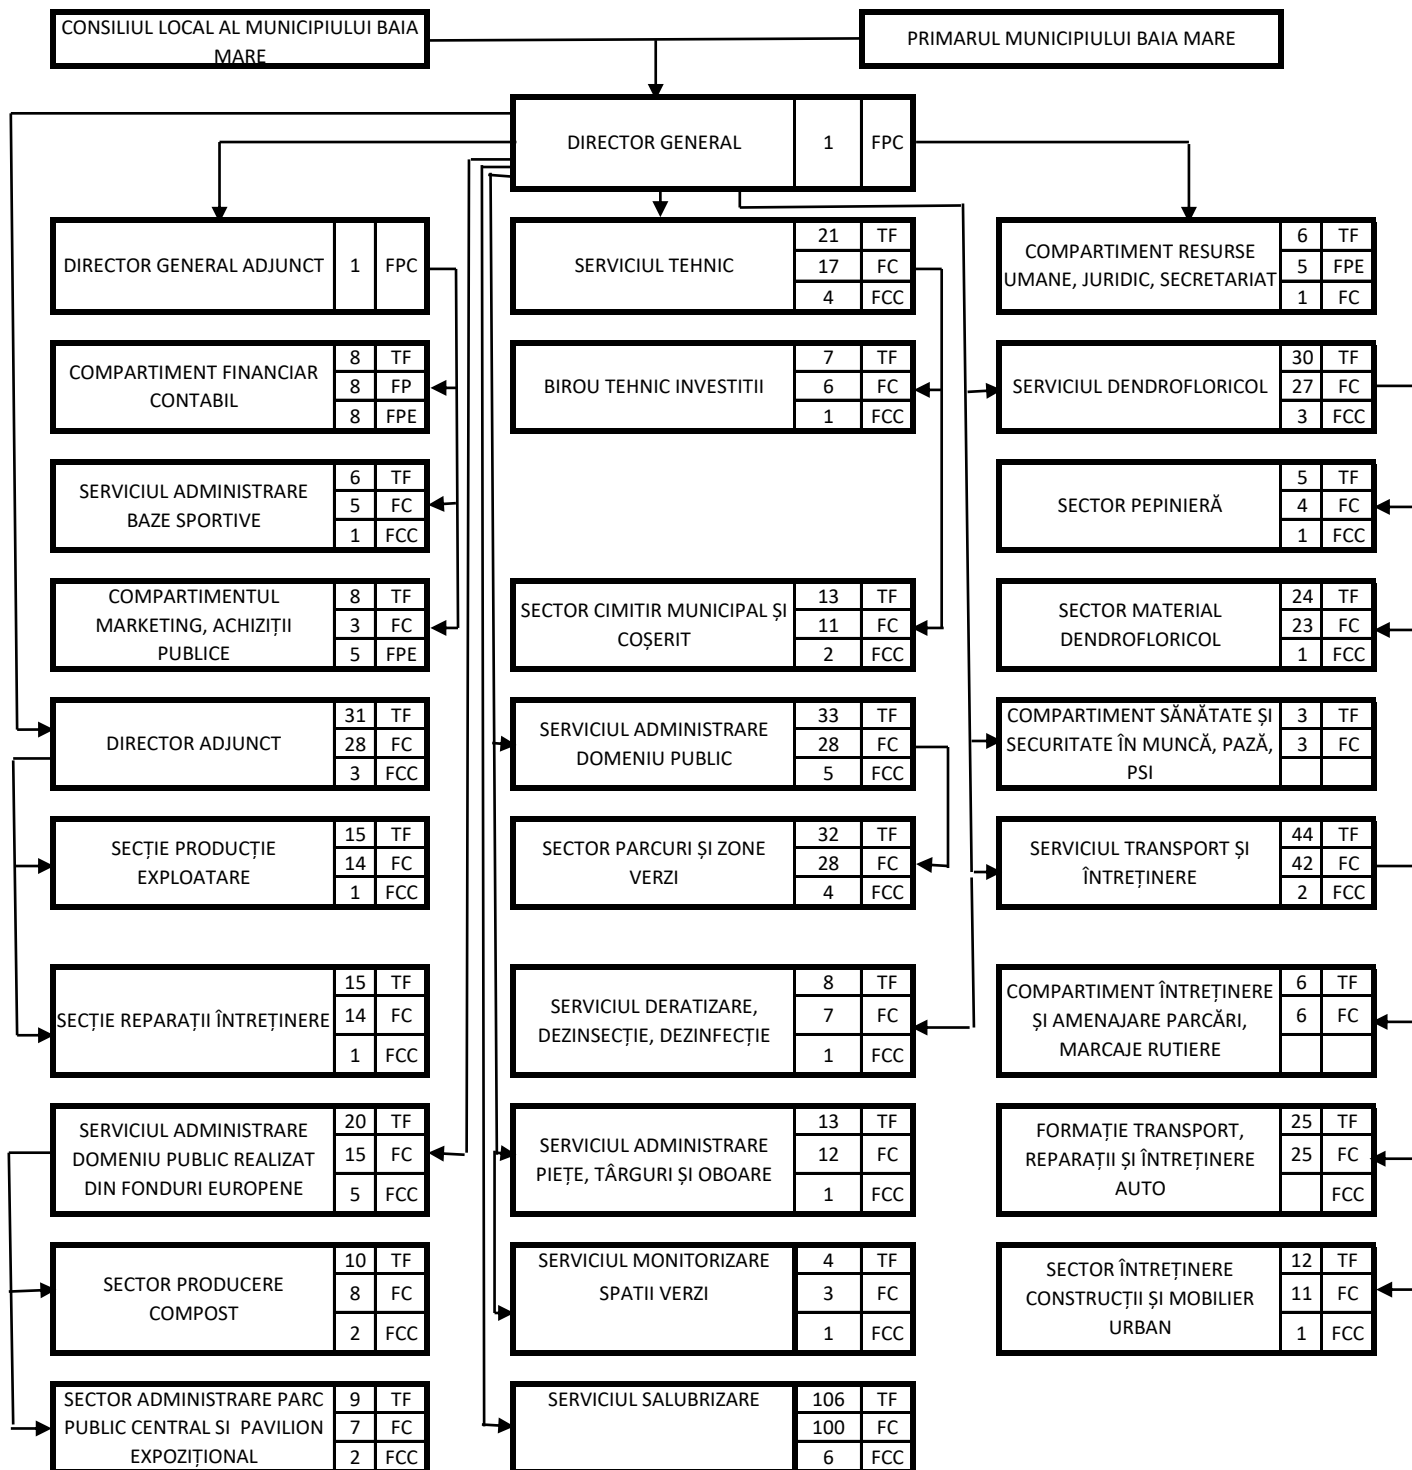 CONSILIUL LOCAL AL MUNICIPIULUI BAIA
MARE
PRIMARUL MUNICIPIULUI BAIA MARE
DIRECTOR GENERAL 1 FPC
DIRECTOR GENERAL ADJUNCT 1 FPC
21 TF
SERVICIUL TEHNIC 17 FC
4 FCC
COMPARTIMENT RESURSE
UMANE, JURIDIC, SECRETARIAT
6 TF
5 FPE
1 FC
COMPARTIMENT FINANCIAR
CONTABIL
8 TF
8 FP
8 FPE
BIROU TEHNIC INVESTITII
7 TF
6 FC
1 FCC
SERVICIUL DENDROFLORICOL
30 TF
27 FC
3 FCC
SERVICIUL ADMINISTRARE
BAZE SPORTIVE
6 TF
5 FC
1 FCC
SECTOR PEPINIERĂ
5 TF
4 FC
1 FCC
COMPARTIMENTUL
MARKETING, ACHIZIȚII
PUBLICE
8 TF
3 FC
5 FPE
SECTOR CIMITIR MUNICIPAL ȘI
COȘERIT
13 TF
11 FC
2 FCC
SECTOR MATERIAL
DENDROFLORICOL
24 TF
23 FC
1 FCC
DIRECTOR ADJUNCT
31 TF
28 FC
3 FCC
SERVICIUL ADMINISTRARE
DOMENIU PUBLIC
33 TF
28 FC
5 FCC
COMPARTIMENT SĂNĂTATE ȘI
SECURITATE ÎN MUNCĂ, PAZĂ,
PSI
3 TF
3 FC
SECȚIE PRODUCȚIE
EXPLOATARE
15 TF
14 FC
1 FCC
SECTOR PARCURI ȘI ZONE
VERZI
32 TF
28 FC
4 FCC
SERVICIUL TRANSPORT ȘI
ÎNTREȚINERE
44 TF
42 FC
2 FCC
SECȚIE REPARAȚII ÎNTREȚINERE
15 TF
14 FC
1 FCC
SERVICIUL DERATIZARE,
DEZINSECȚIE, DEZINFECȚIE
8 TF
7 FC
1 FCC
COMPARTIMENT ÎNTREȚINERE
ȘI AMENAJARE PARCĂRI,
MARCAJE RUTIERE
6 TF
6 FC
SERVICIUL ADMINISTRARE
DOMENIU PUBLIC REALIZAT
DIN FONDURI EUROPENE
20 TF
15 FC
5 FCC
SERVICIUL ADMINISTRARE
PIEȚE, TÂRGURI ȘI OBOARE
13 TF
12 FC
1 FCC
FORMAȚIE TRANSPORT,
REPARAȚII ȘI ÎNTREȚINERE
AUTO
25 TF
25 FC
FCC
SECTOR PRODUCERE
COMPOST
10 TF
8 FC
2 FCC
SERVICIUL MONITORIZARE
SPATII VERZI
4 TF
3 FC
1 FCC
SECTOR ÎNTREȚINERE
CONSTRUCȚII ȘI MOBILIER
URBAN
12 TF
11 FC
1 FCC
SECTOR ADMINISTRARE PARC
PUBLIC CENTRAL SI PAVILION
EXPOZIȚIONAL
9 TF
7 FC
2 FCC
SERVICIUL SALUBRIZARE
106 TF
100 FC
6 FCC